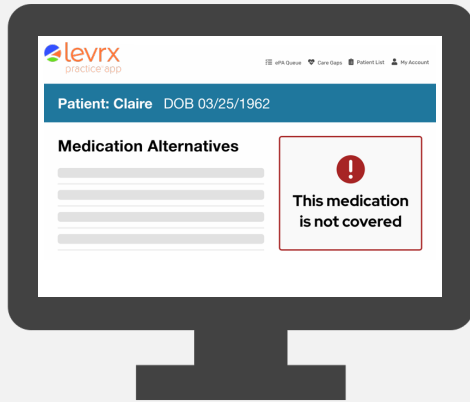 levrx
practice app
ePA Queue Care Gaps Patient List My Account
Patient: Claire DOB 03/25/1962
Medication Alternatives
This medication
is not covered